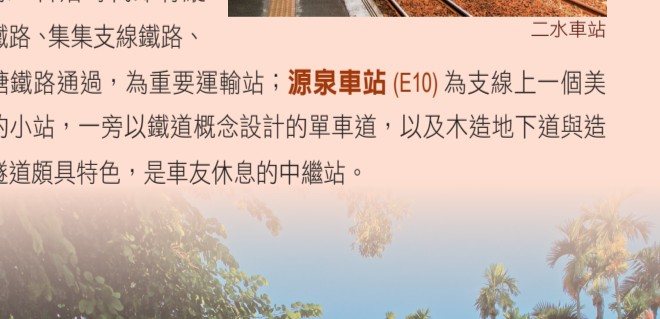 鐵路、集集支線鐵路、
二水車站
糖鐵路通過，為重要運輸站；源泉車站 (E10) 為支線上一個美
的小站，一旁以鐵道概念設計的單車道，以及木造地下道與造
隧道頗具特色，是車友休息的中繼站。